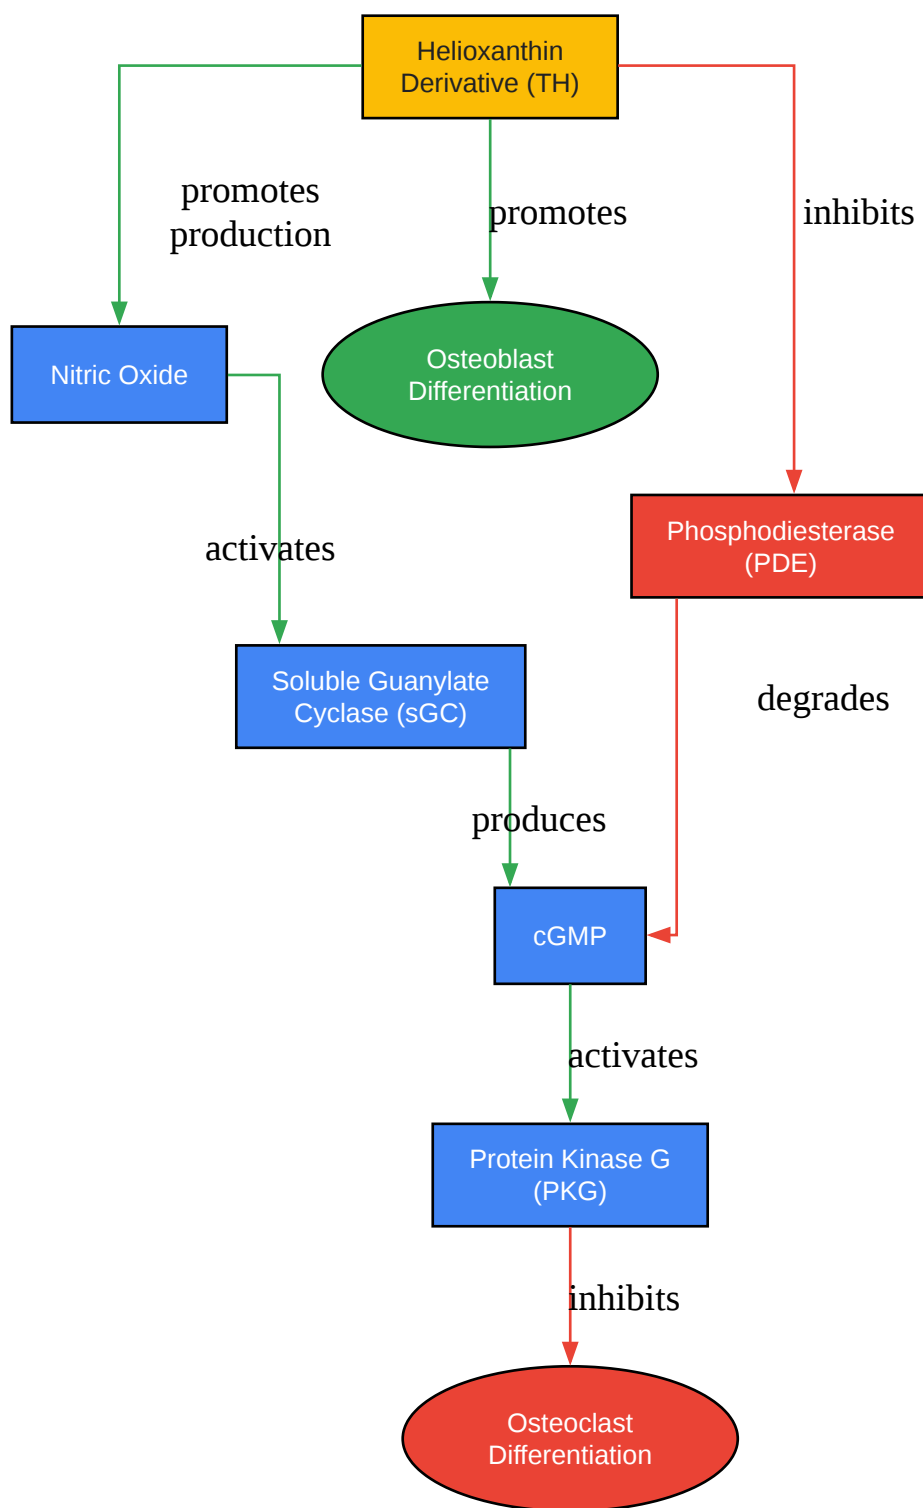 Helioxanthin
Derivative (TH)
promotes
production
promotes
inhibits
Nitric Oxide
Osteoblast
Differentiation
activates
Phosphodiesterase
(PDE)
Soluble Guanylate
Cyclase (sGC)
degrades
produces
cGMP
activates
Protein Kinase G
(PKG)
inhibits
Osteoclast
Differentiation